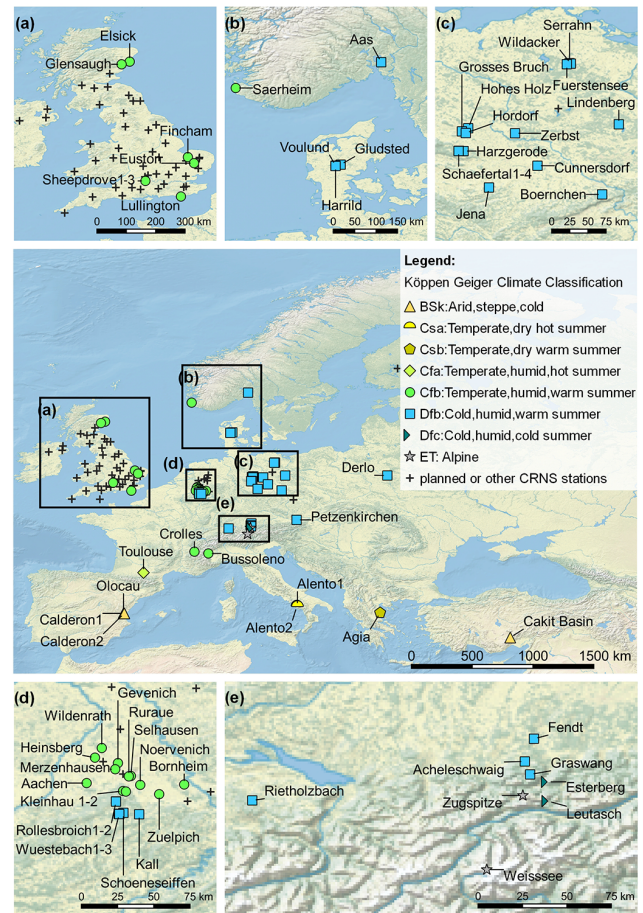 (a)
Elsick
Glensaugh
Fincham
Euston
Sheepdrove1-3
Lullington
0 100 200 300 km
(b)
Aas
Saerheim
Voulund
Gludsted
Harrild
0 50 100 150 km
(c)
Serrahn
Wildacker
Grosses Bruch
Fuerstensee
Hohes Holz
Lindenberg
Hordorf
Zerbst
Harzgerode
Cunnersdorf
Schaefertal1-4
Boernchen
Jena
0 25 50 75 km
Legend:
Köppen Geiger Climate Classification
BSk:Arid,steppe,cold
Csa:Temperate,dry hot summer
Csb:Temperate,dry warm summer
Cfa:Temperate,humid,hot summer
Cfb:Temperate,humid,warm summer
Dfb:Cold,humid,warm summer
Dfc:Cold,humid,cold summer
ET: Alpine
planned or other CRNS stations
(b)
(a)
(d)
(c)
(e)
Derlo
Petzenkirchen
Crolles
Toulouse
Bussoleno
Olocau
Alento1
Calderon1
Calderon2
Alento2
Agia
Cakit Basin
0 500 1000 1500 km
(d)
Gevenich
Wildenrath
Ruraue
Selhausen
Heinsberg
Noervenich
Merzenhausen
Bornheim
Aachen
Kleinhau 1-2
Zuelpich
Rollesbroich1-2
Wuestebach1-3
Kall
Schoeneseiffen
0 25 50 75 km
(e)
Fendt
Acheleschwaig
Graswang
Esterberg
Rietholzbach
Zugspitze
Leutasch
Weisssee
0 25 50 75 km